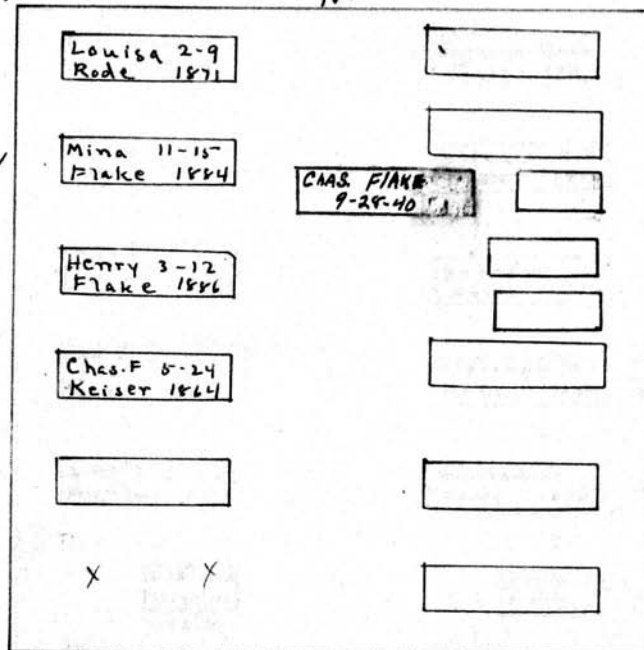 Louisa 2-9
Rode 1871
Mina 11-15
Flake 1884
CHAS. FLAKE
9-28-40
Henry 3-12
Flake 1886
Chas. F 5-24
Keiser 1864
X X